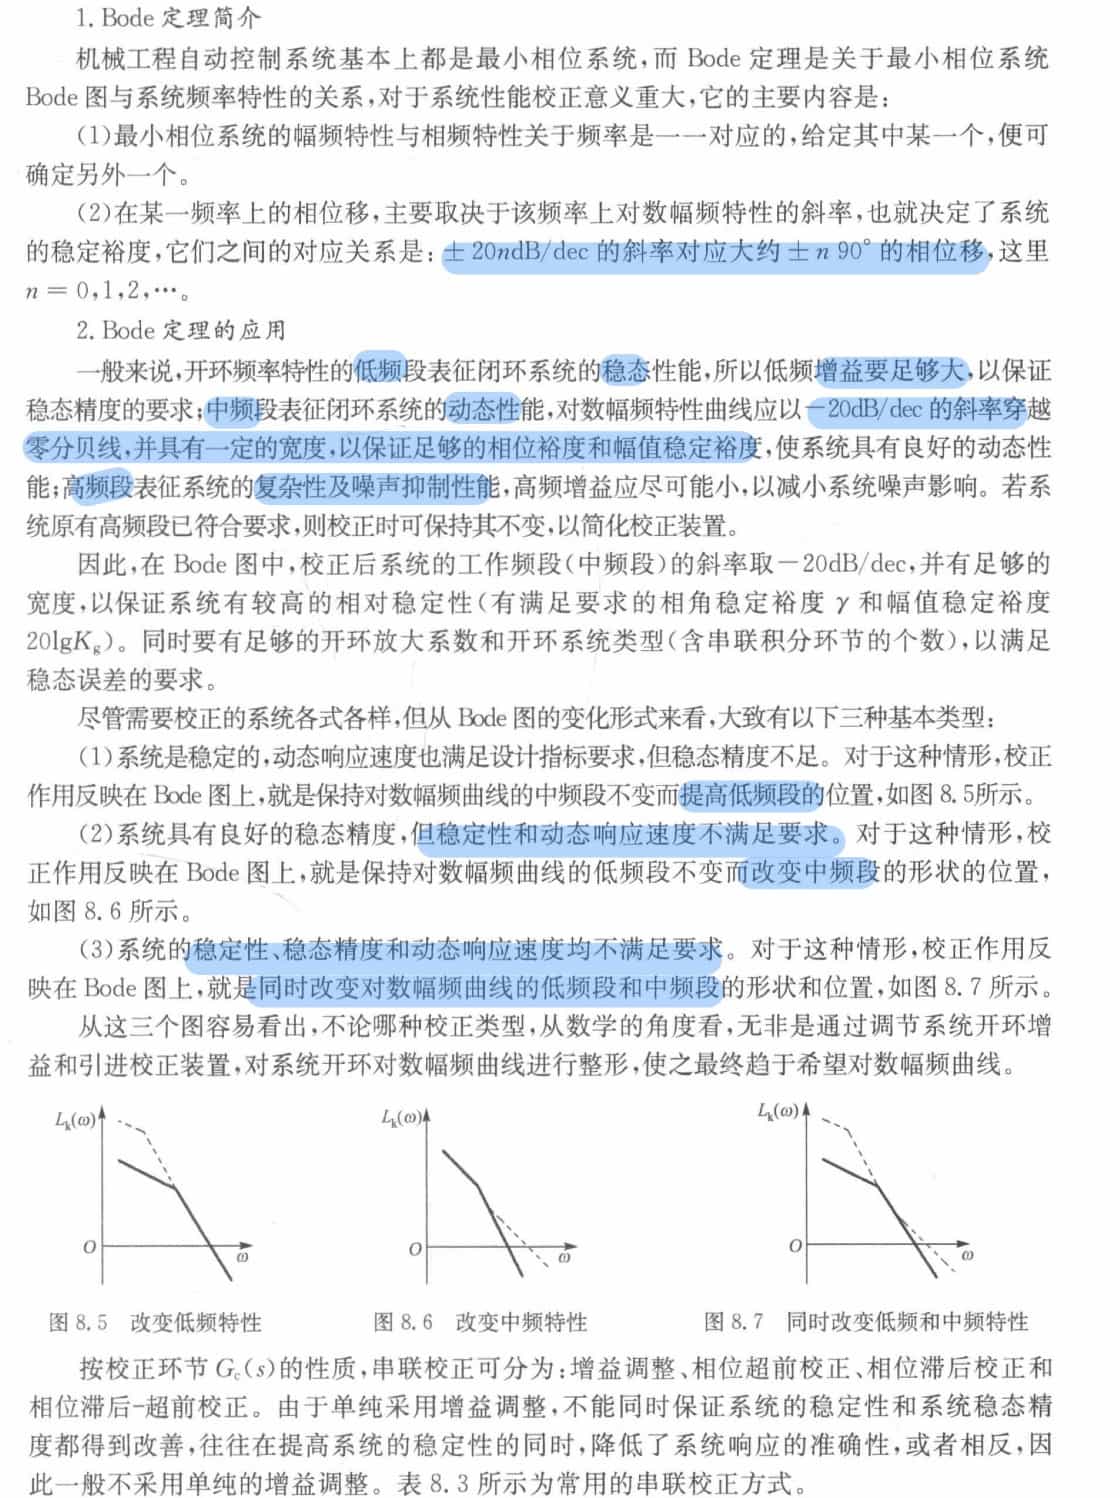 1. Bode 定理简介
机械工程自动控制系统基本上都是最小相位系统,而 Bode 定理是关于最小相位系统
Bode 图与系统频率特性的关系,对于系统性能校正意义重大,它的主要内容是:
(1)最小相位系统的幅频特性与相频特性关于频率是一一对应的,给定其中某一个,便可
确定另外一个。
(2)在某一频率上的相位移,主要取决于该频率上对数幅频特性的斜率,也就决定了系统
的稳定裕度,它们之间的对应关系是:±20ndB/dec 的斜率对应大约±n 90° 的相位移,这里
n = 0,1,2,…。
2. Bode 定理的应用
一般来说,开环频率特性的低频段表征闭环系统的稳态性能,所以低频增益要足够大,以保证
稳态精度的要求;中频段表征闭环系统的动态性能,对数幅频特性曲线应以-20dB/dec 的斜率穿越
零分贝线,并具有一定的宽度,以保证足够的相位裕度和幅值稳定裕度,使系统具有良好的动态性
能;高频段表征系统的复杂性及噪声抑制性能,高频增益应尽可能小,以减小系统噪声影响。若系
统原有高频段已符合要求,则校正时可保持其不变,以简化校正装置。
因此,在 Bode 图中,校正后系统的工作频段(中频段)的斜率取-20dB/dec,并有足够的
宽度,以保证系统有较高的相对稳定性(有满足要求的相角稳定裕度 γ 和幅值稳定裕度
20lgKg)。同时要有足够的开环放大系数和开环系统类型(含串联积分环节的个数),以满足
稳态误差的要求。
尽管需要校正的系统各式各样,但从 Bode 图的变化形式来看,大致有以下三种基本类型:
(1)系统是稳定的,动态响应速度也满足设计指标要求,但稳态精度不足。对于这种情形,校正
作用反映在 Bode 图上,就是保持对数幅频曲线的中频段不变而提高低频段的位置,如图 8.5所示。
(2)系统具有良好的稳态精度,但稳定性和动态响应速度不满足要求。对于这种情形,校
正作用反映在 Bode 图上,就是保持对数幅频曲线的低频段不变而改变中频段的形状的位置,
如图 8.6 所示。
(3)系统的稳定性、稳态精度和动态响应速度均不满足要求。对于这种情形,校正作用反
映在 Bode 图上,就是同时改变对数幅频曲线的低频段和中频段的形状和位置,如图 8.7 所示。
从这三个图容易看出,不论哪种校正类型,从数学的角度看,无非是通过调节系统开环增
益和引进校正装置,对系统开环对数幅频曲线进行整形,使之最终趋于希望对数幅频曲线。
Lk(ω)
O
ω
Lk(ω)
O
ω
Lk(ω)
O
ω
图 8.5 改变低频特性
图 8.6 改变中频特性
图 8.7 同时改变低频和中频特性
按校正环节 Gc(s)的性质,串联校正可分为:增益调整、相位超前校正、相位滞后校正和
相位滞后-超前校正。由于单纯采用增益调整,不能同时保证系统的稳定性和系统稳态精
度都得到改善,往往在提高系统的稳定性的同时,降低了系统响应的准确性,或者相反,因
此一般不采用单纯的增益调整。表 8.3 所示为常用的串联校正方式。